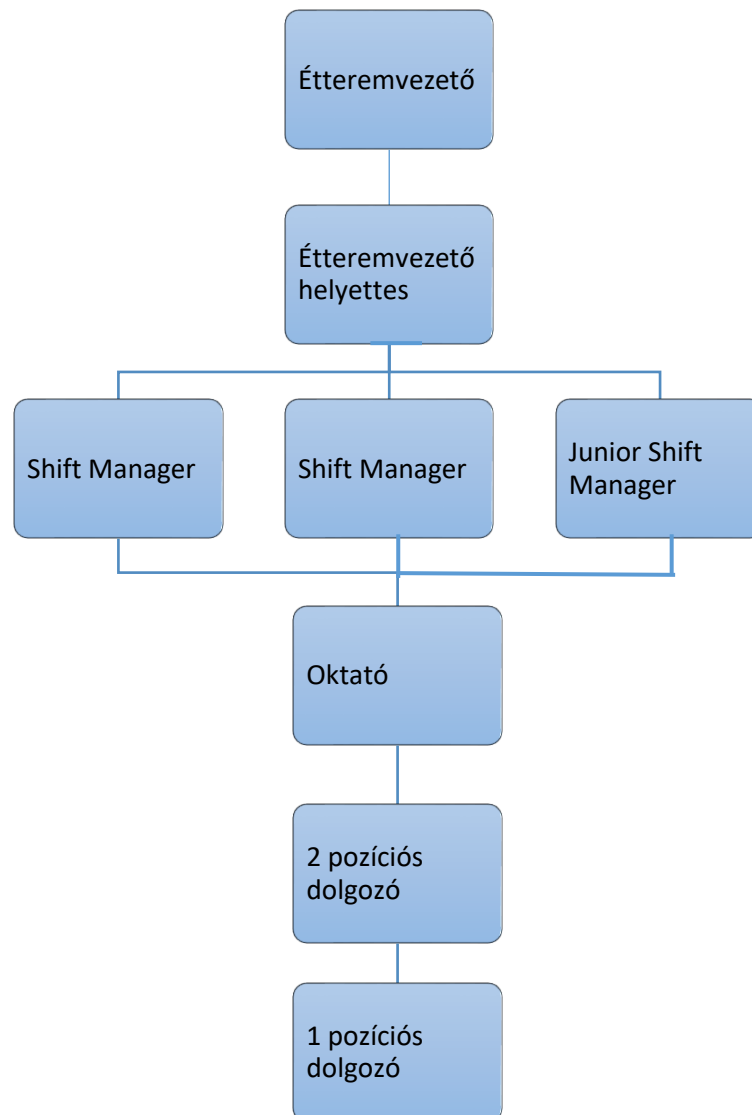 Étteremvezető
Étteremvezető
helyettes
Shift Manager
Shift Manager
Junior Shift
Manager
Oktató
2 pozíciós
dolgozó
1 pozíciós
dolgozó